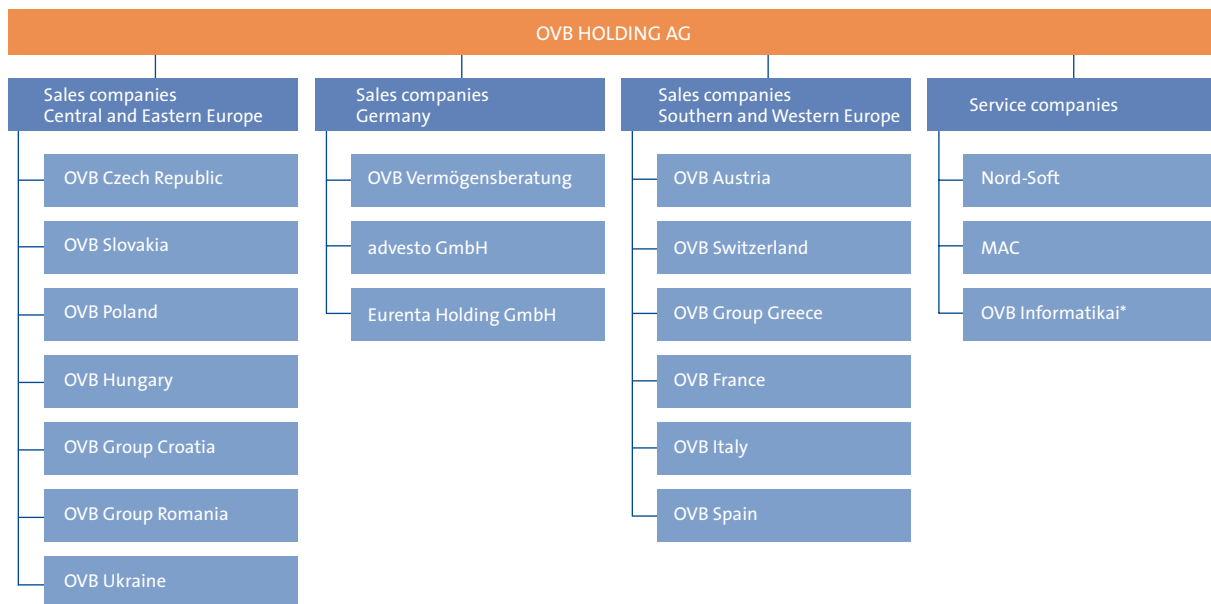 OVB HOLDING AG
Sales companies
Central and Eastern Europe
OVB Czech Republic
OVB Slovakia
OVB Poland
OVB Hungary
OVB Group Croatia
OVB Group Romania
OVB Ukraine
Sales companies
Germany
OVB Vermögensberatung
advesto GmbH
Eurenta Holding GmbH
Sales companies
Southern and Western Europe
OVB Austria
OVB Switzerland
OVB Group Greece
OVB France
OVB Italy
OVB Spain
Service companies
Nord-Soft
MAC
OVB Informatikai*